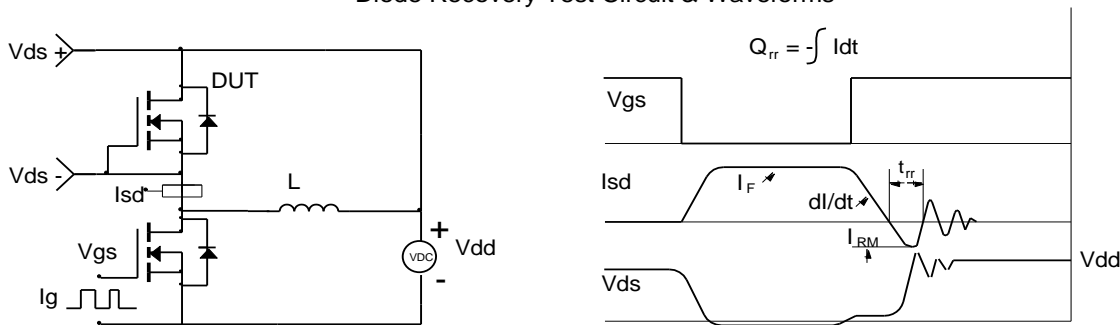 Diode Recovery Test Circuit & Waveforms
Vds +
DUT
Vds -
Isd
L
Vgs
Ig
+
VDC
-
Vdd
Qrr = -∫ Idt
Vgs
Isd
IF
dI/dt
trr
IRM
Vds
Vdd